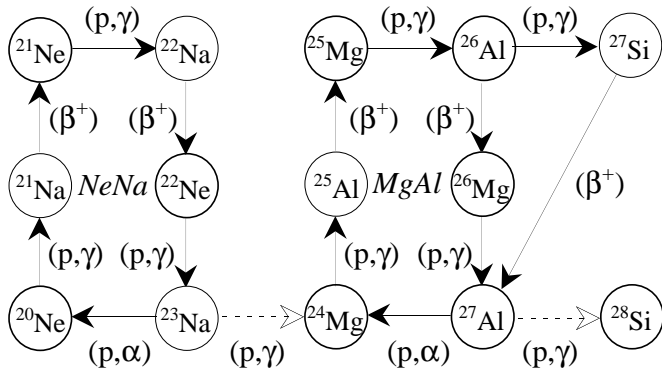 (p,γ) (p,γ) (p,γ)
²¹Ne ²²Na ²⁵Mg ²⁶Al ²⁷Si
(β⁺) (β⁺) (β⁺) (β⁺)
²¹Na NeNa ²²Ne ²⁵Al MgAl ²⁶Mg (β⁺)
(p,γ) (p,γ) (p,γ) (p,γ)
²⁰Ne ²³Na ²⁴Mg ²⁷Al ²⁸Si
(p,α) (p,γ) (p,α) (p,γ)